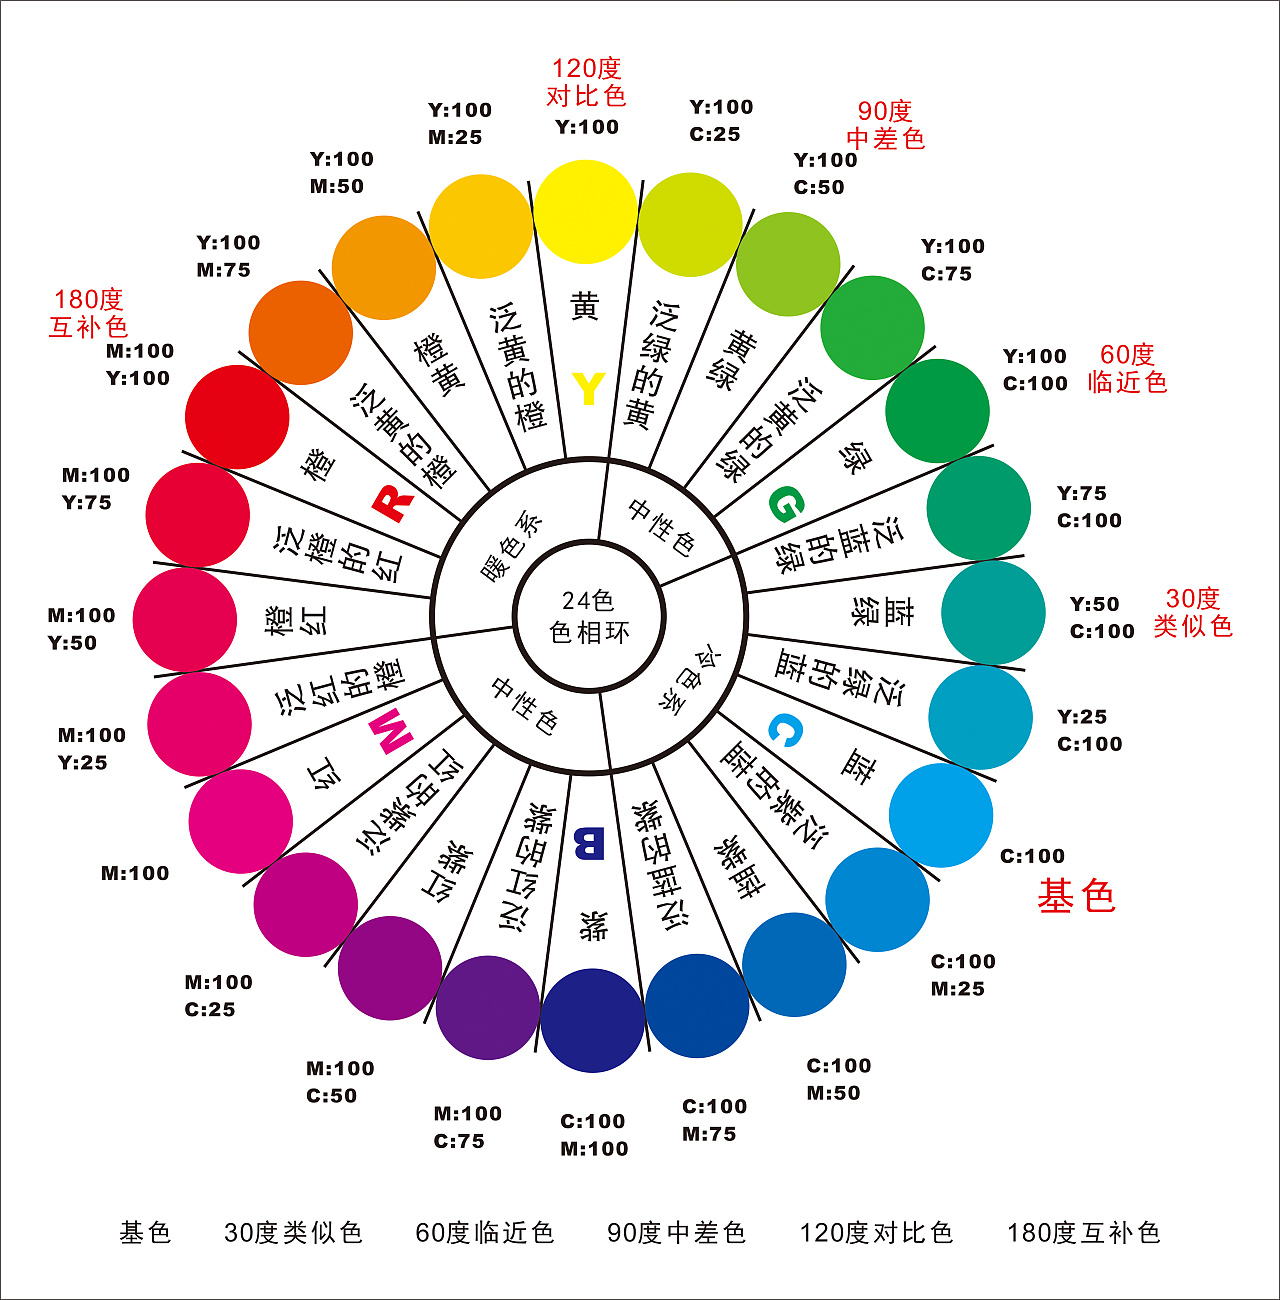 120度
对比色
Y:100
Y:100
C:25
90度
中差色
Y:100
C:50
Y:100
C:75
Y:100
C:100
60度
临近色
Y:75
C:100
Y:50
C:100
30度
类似色
Y:25
C:100
C:100
基色
C:100
M:25
C:100
M:50
C:100
M:75
C:100
M:100
M:100
C:75
M:100
C:50
M:100
C:25
M:100
M:100
Y:25
M:100
Y:50
M:100
Y:75
180度
互补色
M:100
Y:100
Y:100
M:75
Y:100
M:50
Y:100
M:25
黄
Y
泛绿的黄
黄绿
泛黄的绿
绿
G
泛蓝的绿
蓝绿
泛绿的蓝
蓝
C
泛紫的蓝
蓝紫
泛蓝的紫
紫
B
泛红的紫
红紫
泛紫的红
红
M
泛红的橙
橙红
泛橙的红
橙
R
泛黄的橙
橙黄
泛黄的橙
暖色系
中性色
冷色系
中性色
24色
色相环
基色
30度类似色
60度临近色
90度中差色
120度对比色
180度互补色